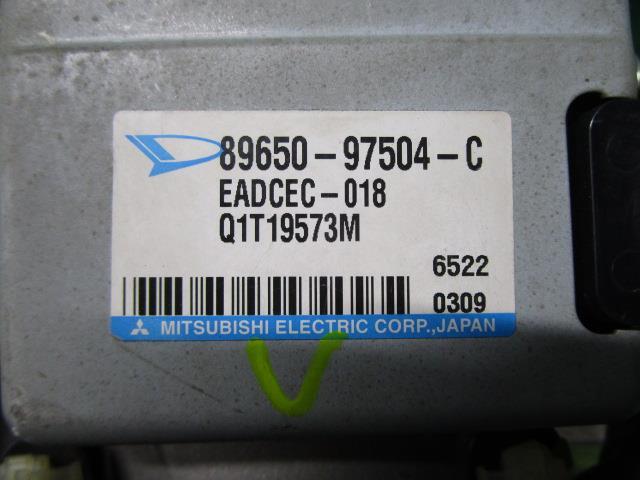 89650-97504-C
EADCEC-018
Q1T19573M
6522
0309
MITSUBISHI ELECTRIC CORP.,JAPAN